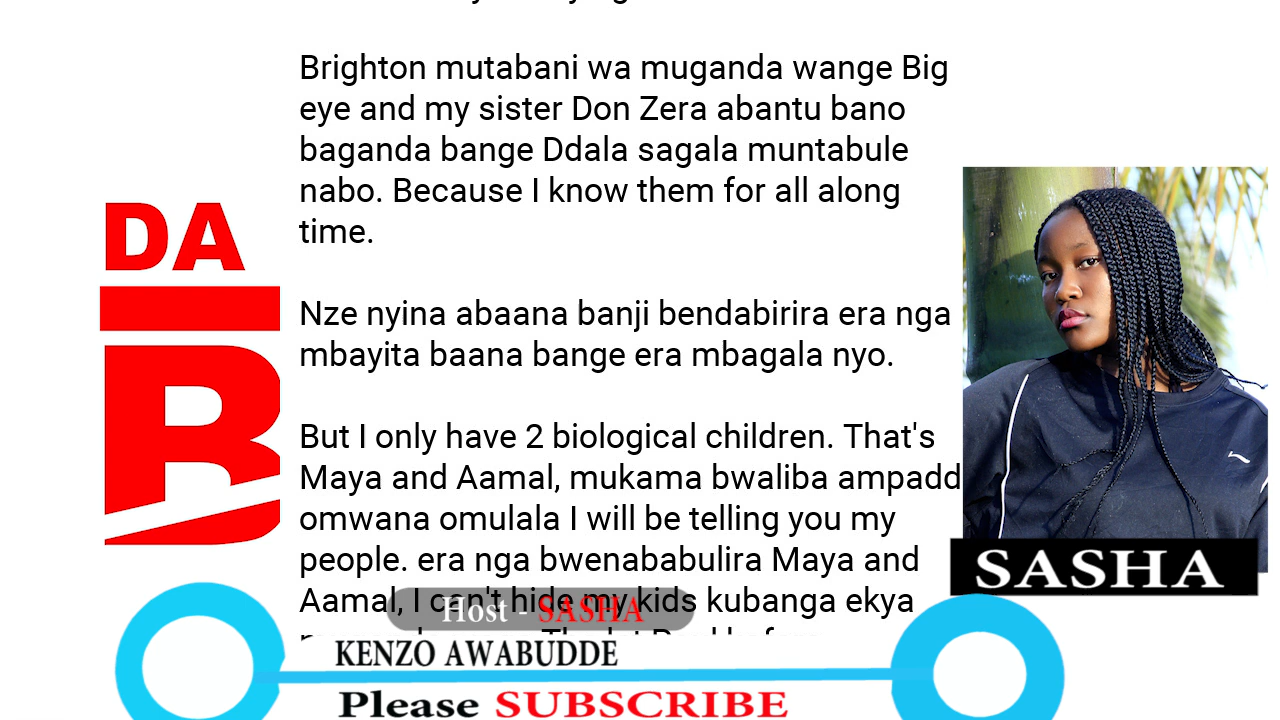 Brighton mutabani wa muganda wange Big
eye and my sister Don Zera abantu bano
baganda bange Ddala sagala muntabule
nabo. Because I know them for all along
time.
Nze nyina abaana banji bendabirira era nga
mbayita baana bange era mbagala nyo.
But I only have 2 biological children. That's
Maya and Aamal, mukama bwaliba ampadd
omwana omulala I will be telling you my
people. era nga bwenababulira Maya and
Aamal, I can't hide my kids kubanga ekya
DA
B
SASHA
Host - SASHA
KENZO AWABUDDE
Please SUBSCRIBE